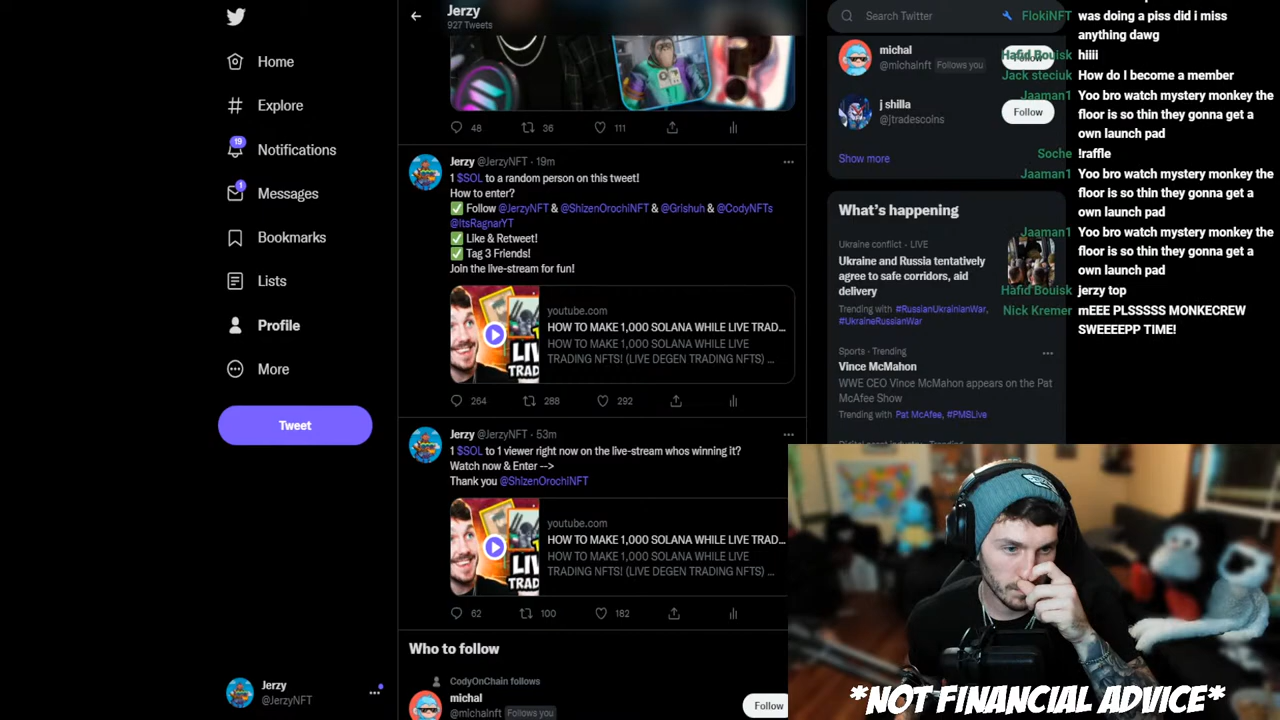 Home
Explore
19
Notifications
1
Messages
Bookmarks
Lists
Profile
More
Tweet
Jerzy
@JerzyNFT
Jerzy
927 Tweets
48 36 111
Jerzy @JerzyNFT · 19m
1 $SOL to a random person on this tweet!
How to enter?
✅ Follow @JerzyNFT & @ShizenOrochiNFT & @Grishuh & @CodyNFTs
@ItsRagnarYT
✅ Like & Retweet!
✅ Tag 3 Friends!
Join the live-stream for fun!
LIV
TRAD
youtube.com
HOW TO MAKE 1,000 SOLANA WHILE LIVE TRAD...
HOW TO MAKE 1,000 SOLANA WHILE LIVE
TRADING NFTS! (LIVE DEGEN TRADING NFTS) ...
264 288 292
Jerzy @JerzyNFT · 53m
1 $SOL to 1 viewer right now on the live-stream whos winning it?
Watch now & Enter -->
Thank you @ShizenOrochiNFT
LIV
TRAD
youtube.com
HOW TO MAKE 1,000 SOLANA WHILE LIVE TRAD...
HOW TO MAKE 1,000 SOLANA WHILE LIVE
TRADING NFTS! (LIVE DEGEN TRADING NFTS) ...
62 100 182
Who to follow
CodyOnChain follows
michal
@michalnft Follows you
Follow
Search Twitter
michal
@michalnft Follows you
Follow
j shilla
@jtradescoins
Follow
Show more
What's happening
Ukraine conflict · LIVE
Ukraine and Russia tentatively
agree to safe corridors, aid
delivery
Trending with #RussianUkrainianWar,
#UkraineRussianWar
Sports · Trending
Vince McMahon
WWE CEO Vince McMahon appears on the Pat
McAfee Show
Trending with Pat McAfee, #PMSLive
FlokiNFT was doing a piss did i miss
anything dawg
Hafid Bouisk hiiii
Jack steciuk How do I become a member
Jaaman1 Yoo bro watch mystery monkey the
floor is so thin they gonna get a
own launch pad
Soche !raffle
Jaaman1 Yoo bro watch mystery monkey the
floor is so thin they gonna get a
own launch pad
Jaaman1 Yoo bro watch mystery monkey the
floor is so thin they gonna get a
own launch pad
Hafid Bouisk jerzy top
Nick Kremer mEEE PLSSSS MONKECREW
SWEEEEPP TIME!
*NOT FINANCIAL ADVICE*